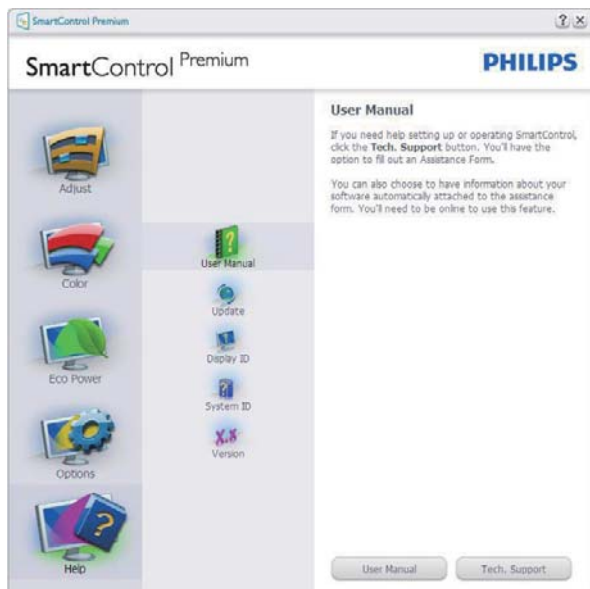 SmartControl Premium
SmartControl Premium
PHILIPS
Adjust
Color
Eco Power
Options
Help
User Manual
Update
Display ID
System ID
X.X
Version
User Manual
If you need help setting up or operating SmartControl,
click the Tech. Support button. You'll have the
option to fill out an Assistance Form.
You can also choose to have information about your
software automatically attached to the assistance
form. You'll need to be online to use this feature.
User Manual
Tech. Support